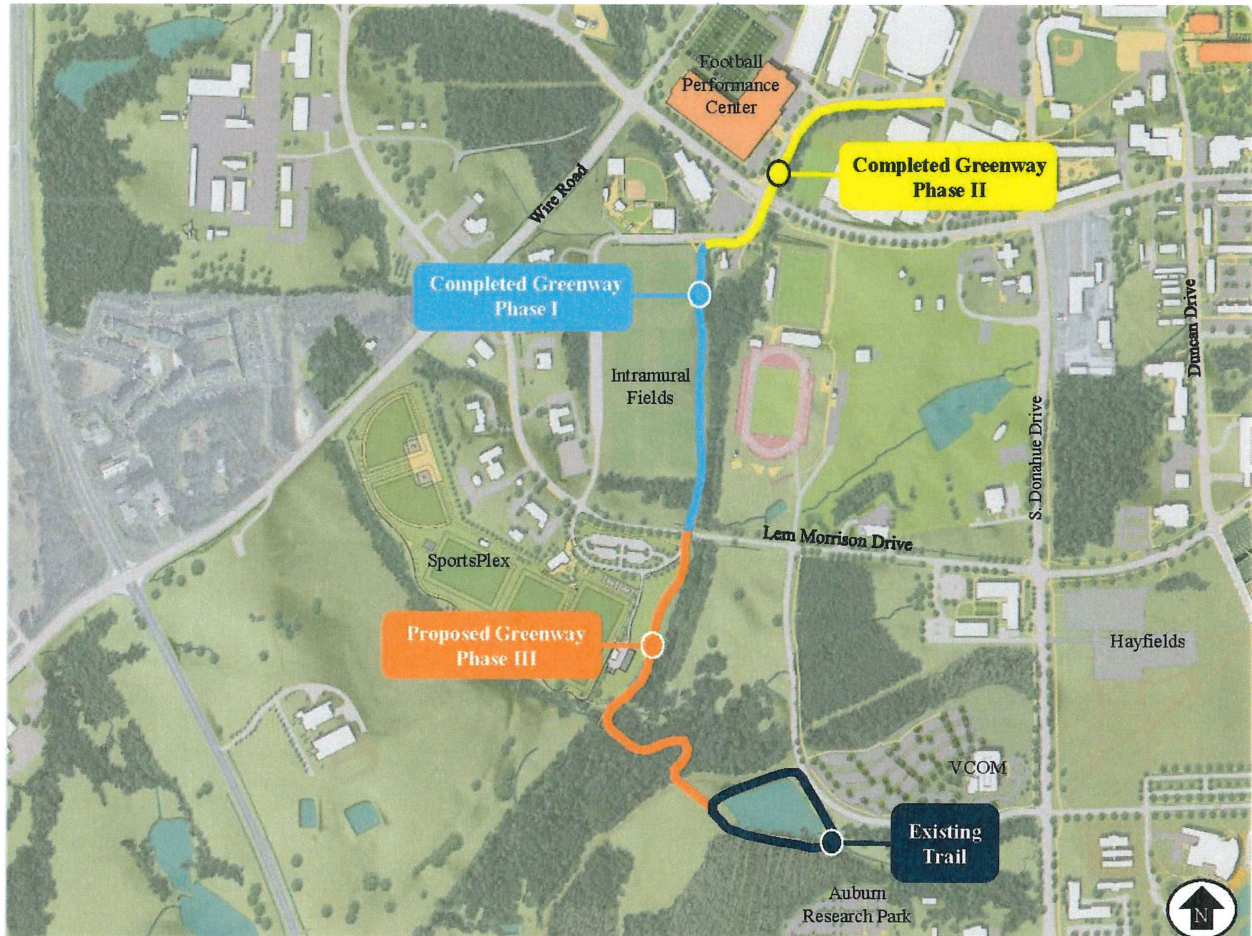 Football
Performance
Center
Completed Greenway
Phase II
Wire Road
Completed Greenway
Phase I
Intramural
Fields
Duncan Drive
S. Donahue Drive
Lem Morrison Drive
SportsPlex
Proposed Greenway
Phase III
Hayfields
VCOM
Existing
Trail
Auburn
Research Park
N